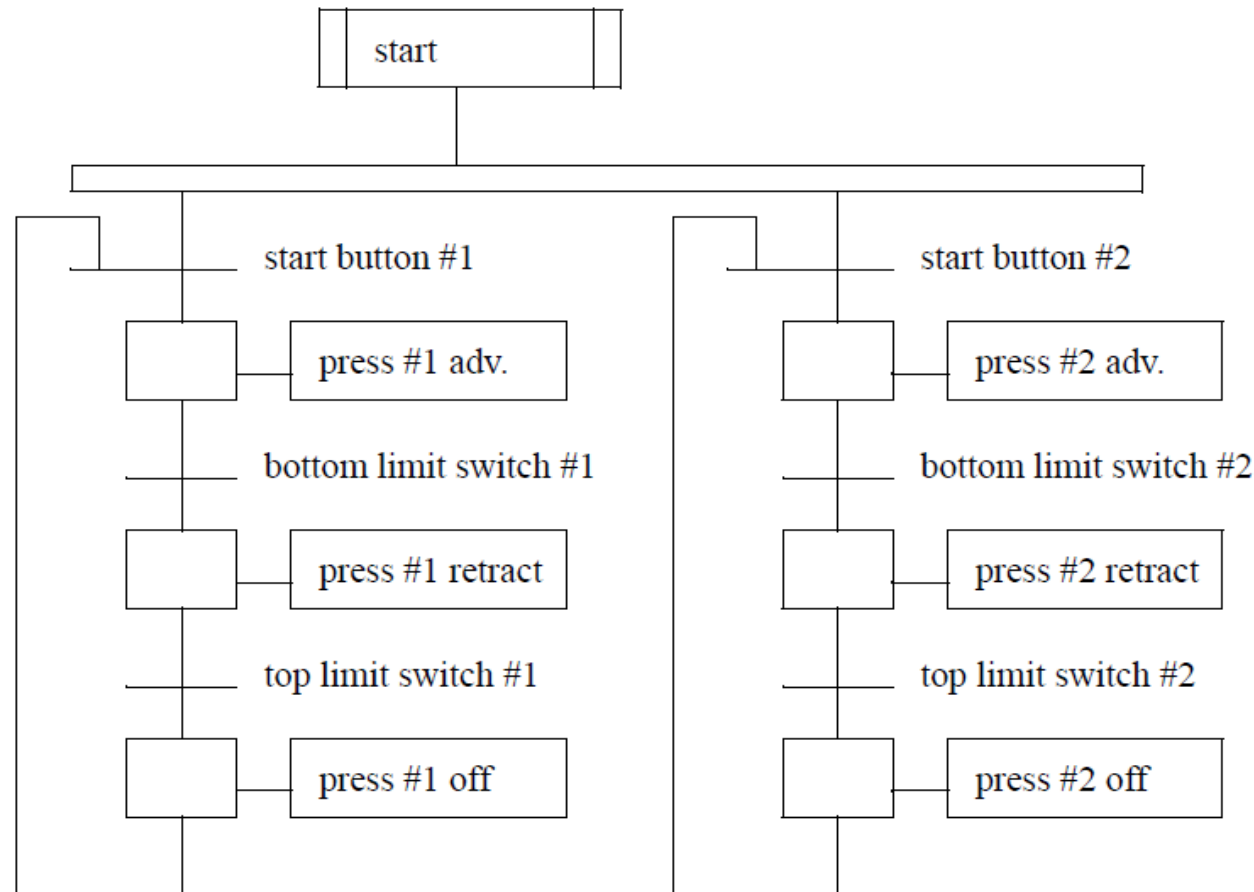 start
start button #1
start button #2
press #1 adv.
press #2 adv.
bottom limit switch #1
bottom limit switch #2
press #1 retract
press #2 retract
top limit switch #1
top limit switch #2
press #1 off
press #2 off